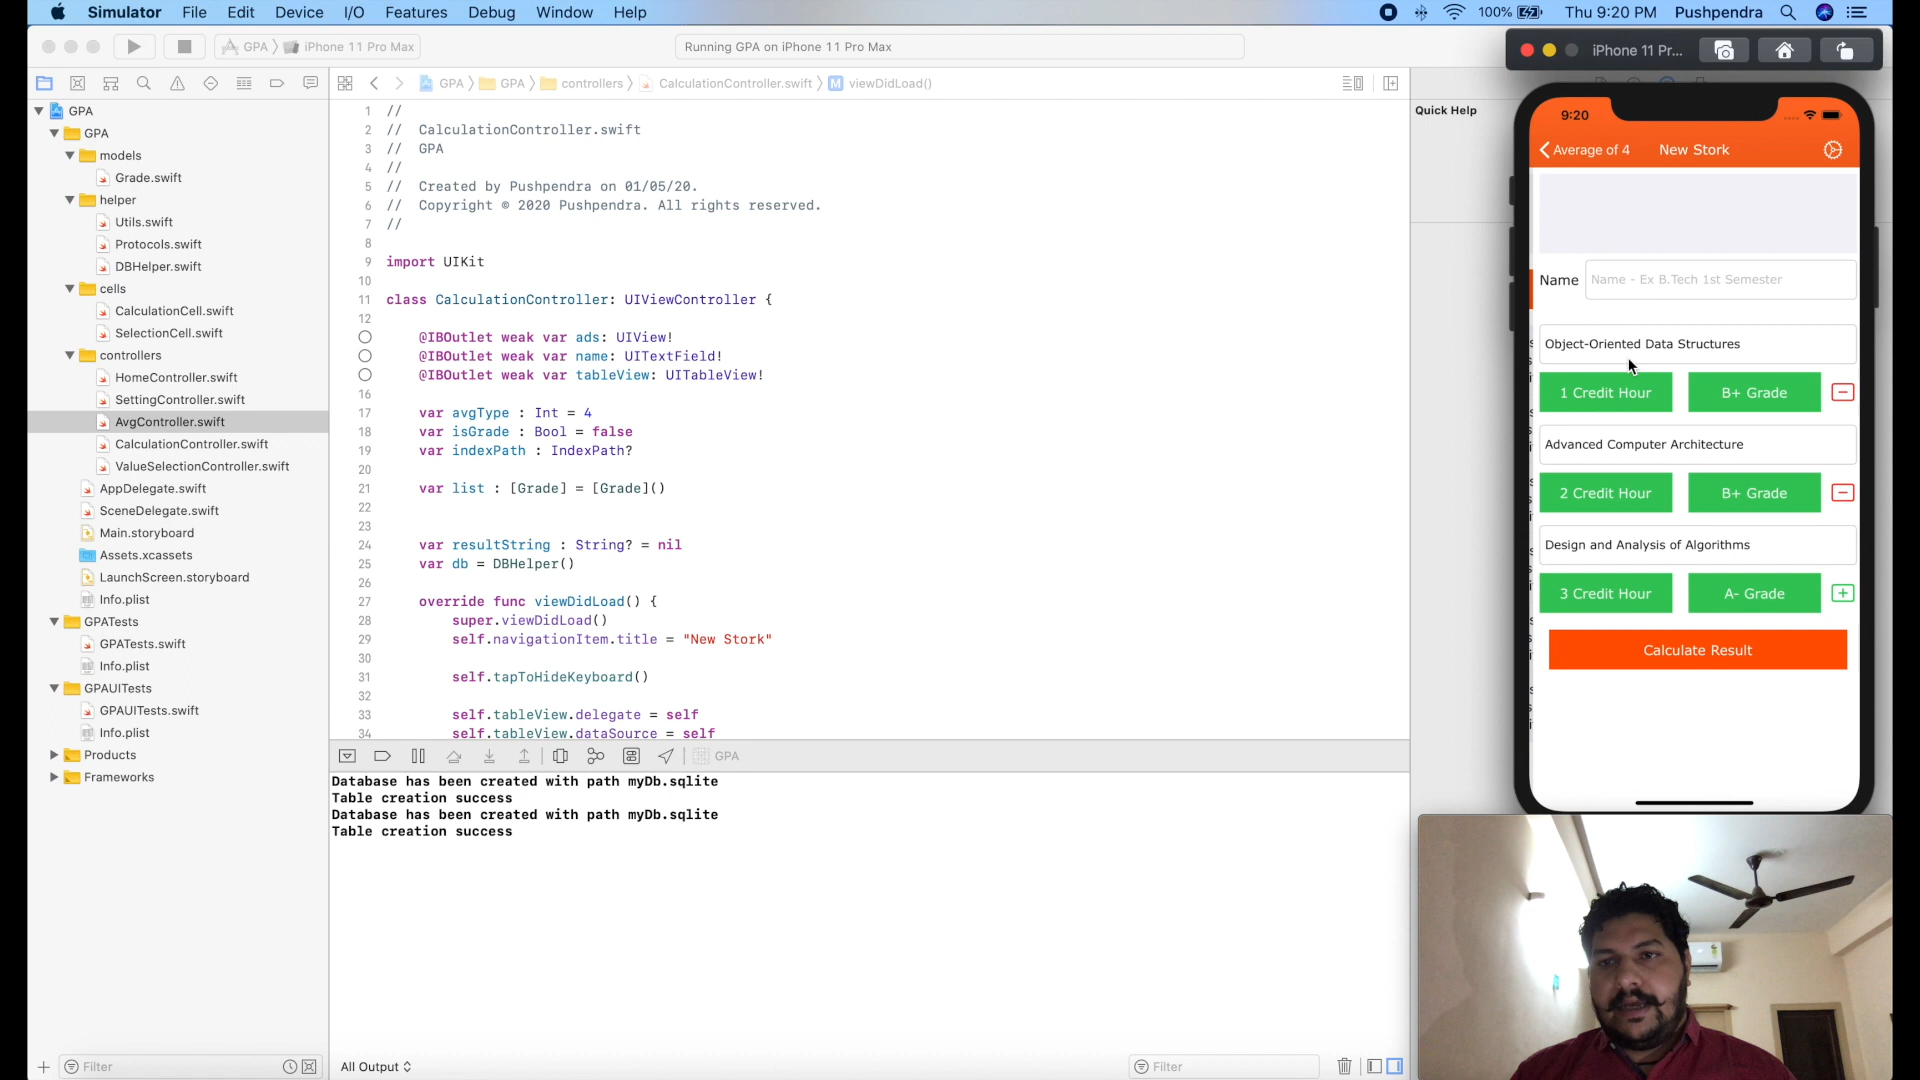 Simulator File Edit Device I/O Features Debug Window Help 100% Thu 9:20 PM Pushpendra
GPA iPhone 11 Pro Max
Running GPA on iPhone 11 Pro Max
iPhone 11 Pr...
GPA GPA controllers CalculationController.swift M viewDidLoad()
GPA
GPA
models
Grade.swift
helper
Utils.swift
Protocols.swift
DBHelper.swift
cells
CalculationCell.swift
SelectionCell.swift
controllers
HomeController.swift
SettingController.swift
AvgController.swift
CalculationController.swift
ValueSelectionController.swift
AppDelegate.swift
SceneDelegate.swift
Main.storyboard
Assets.xcassets
LaunchScreen.storyboard
Info.plist
GPATests
GPATests.swift
Info.plist
GPAUITests
GPAUITests.swift
Info.plist
Products
Frameworks
Filter
1 //
2 // CalculationController.swift
3 // GPA
4 //
5 // Created by Pushpendra on 01/05/20.
6 // Copyright © 2020 Pushpendra. All rights reserved.
7 //
8
9 import UIKit
10
11 class CalculationController: UIViewController {
12
@IBOutlet weak var ads: UIView!
@IBOutlet weak var name: UITextField!
@IBOutlet weak var tableView: UITableView!
16
17 var avgType : Int = 4
18 var isGrade : Bool = false
19 var indexPath : IndexPath?
20
21 var list : [Grade] = [Grade]()
22
23
24 var resultString : String? = nil
25 var db = DBHelper()
26
27 override func viewDidLoad() {
28 super.viewDidLoad()
29 self.navigationItem.title = "New Stork"
30
31 self.tapToHideKeyboard()
32
33 self.tableView.delegate = self
34 self.tableView.dataSource = self
GPA
Database has been created with path myDb.sqlite
Table creation success
Database has been created with path myDb.sqlite
Table creation success
All Output
Filter
Quick Help
9:20
Average of 4 New Stork
Name Name - Ex B.Tech 1st Semester
Object-Oriented Data Structures
1 Credit Hour B+ Grade
Advanced Computer Architecture
2 Credit Hour B+ Grade
Design and Analysis of Algorithms
3 Credit Hour A- Grade
Calculate Result